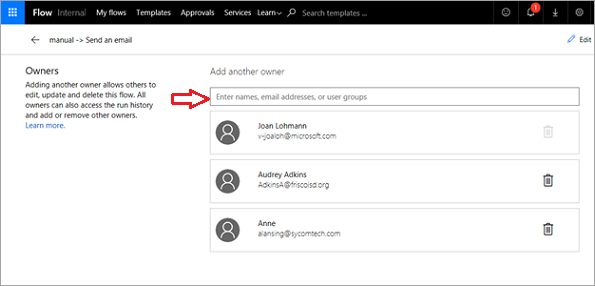 Flow Internal My flows Templates Approvals Services Learn Search templates... 1
manual -> Send an email Edit
Owners
Adding another owner allows others to
edit, update and delete this flow. All
owners can also access the run history
and add or remove other owners.
Learn more.
Add another owner
Enter names, email addresses, or user groups
Joan Lohmann
v-joaloh@microsoft.com
Audrey Adkins
AdkinsA@friscoisd.org
Anne
alansing@sycomtech.com